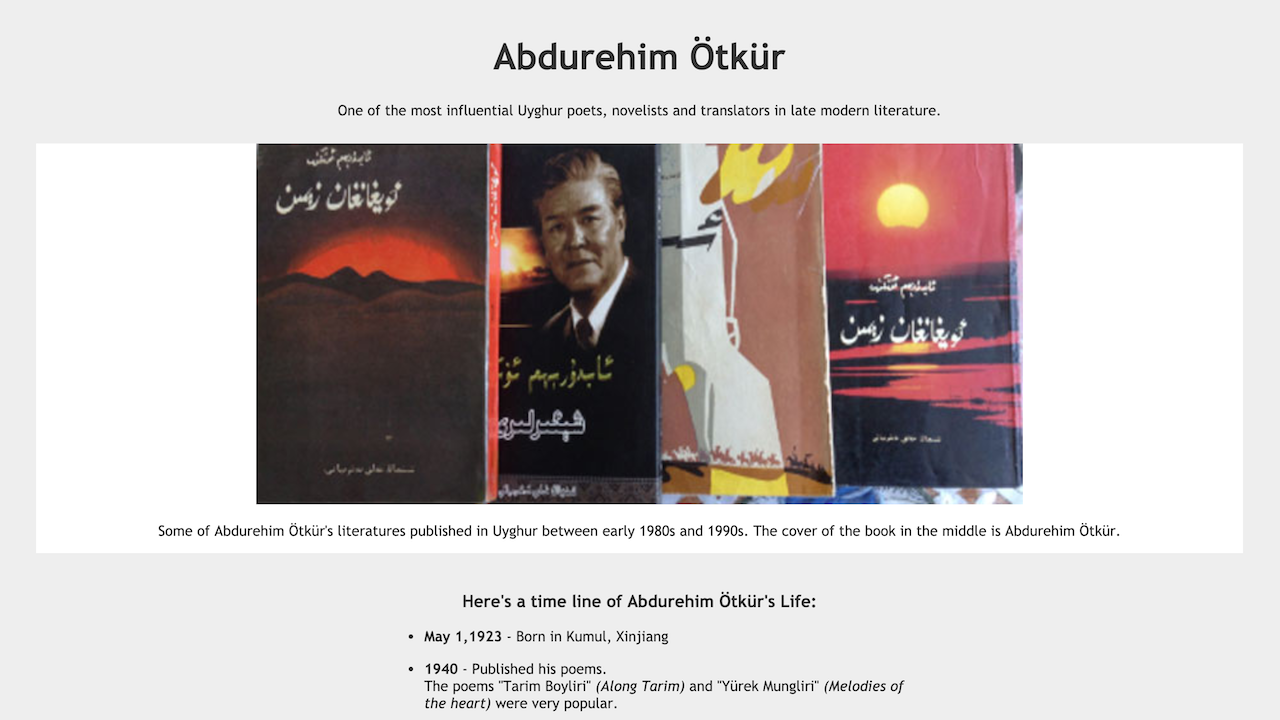 Abdurehim Ötkür
One of the most influential Uyghur poets, novelists and translators in late modern literature.
ئويغانغان زېمىن
ئابدۇرېھىم
شېئىرلىرى
ئابدۇرېھىم ئۆتكۈر
ئويغانغان زېمىن
Some of Abdurehim Ötkür's literatures published in Uyghur between early 1980s and 1990s. The cover of the book in the middle is Abdurehim Ötkür.
Here's a time line of Abdurehim Ötkür's Life:
• May 1,1923 - Born in Kumul, Xinjiang
• 1940 - Published his poems.
The poems "Tarim Boyliri" (Along Tarim) and "Yürek Mungliri" (Melodies of
the heart) were very popular.